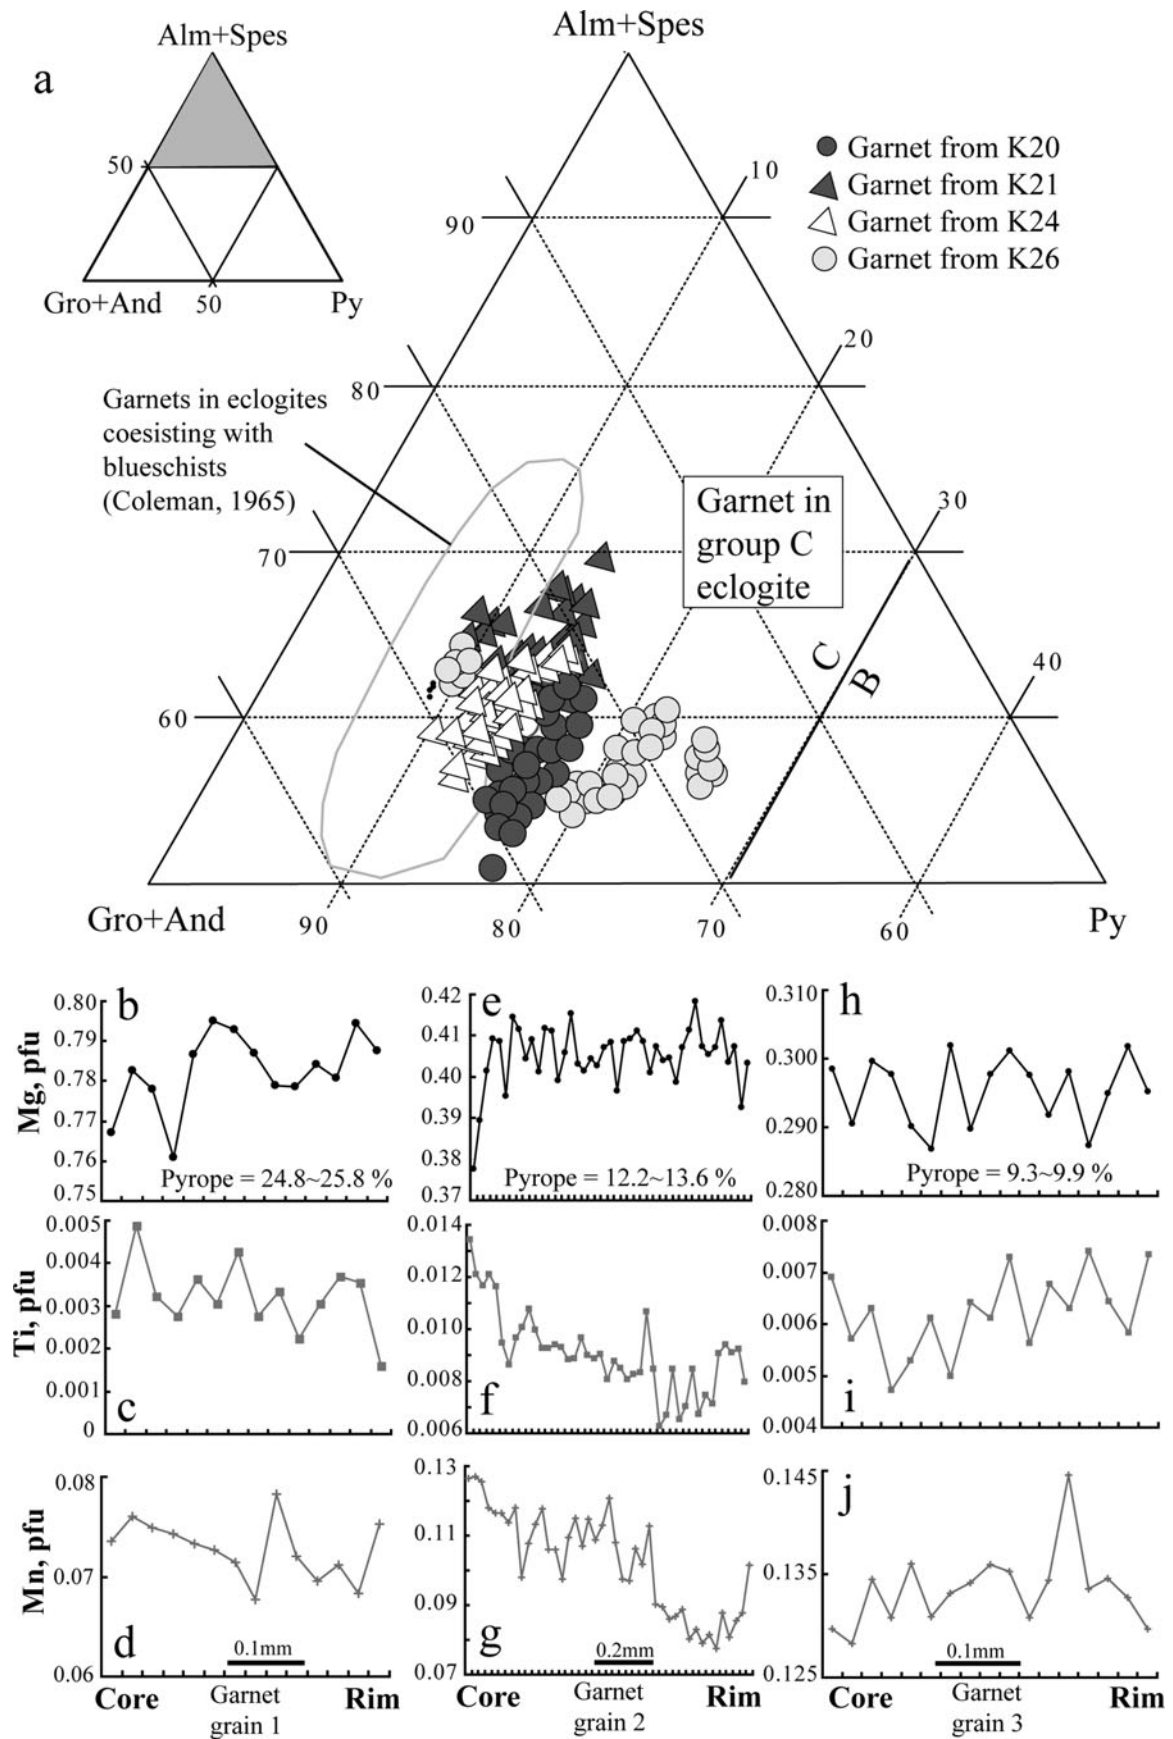 a
Alm+Spes
50
Gro+And
50
Py
Alm+Spes
Garnet from K20
Garnet from K21
Garnet from K24
Garnet from K26
10
90
20
80
Garnets in eclogites
coesisting with
blueschists
(Coleman, 1965)
Garnet in
group C
eclogite
30
70
C
B
40
60
Gro+And
90
80
70
60
Py
b
Mg, pfu
0.80
0.79
0.78
0.77
0.76
0.75
Pyrope = 24.8~25.8 %
e
0.42
0.41
0.40
0.39
0.38
0.37
Pyrope = 12.2~13.6 %
h
0.310
0.300
0.290
0.280
Pyrope = 9.3~9.9 %
Ti, pfu
0.005
0.004
0.003
0.002
0.001
0
c
0.014
0.012
0.010
0.008
0.006
f
0.008
0.007
0.006
0.005
0.004
i
Mn, pfu
0.08
0.07
0.06
d
0.1mm
0.13
0.11
0.09
0.07
g
0.2mm
0.145
0.135
0.125
j
0.1mm
Core
Garnet
grain 1
Rim
Core
Garnet
grain 2
Rim
Core
Garnet
grain 3
Rim